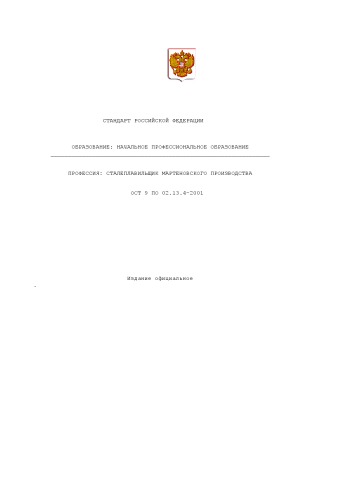 СТАНДАРТ РОССИЙСКОЙ ФЕДЕРАЦИИ
ОБРАЗОВАНИЕ: НАЧАЛЬНОЕ ПРОФЕССИОНАЛЬНОЕ ОБРАЗОВАНИЕ
ПРОФЕССИЯ: СТАЛЕПЛАВИЛЬЩИК МАРТЕНОВСКОГО ПРОИЗВОДСТВА
ОСТ 9 ПО 02.13.4-2001
Издание официальное